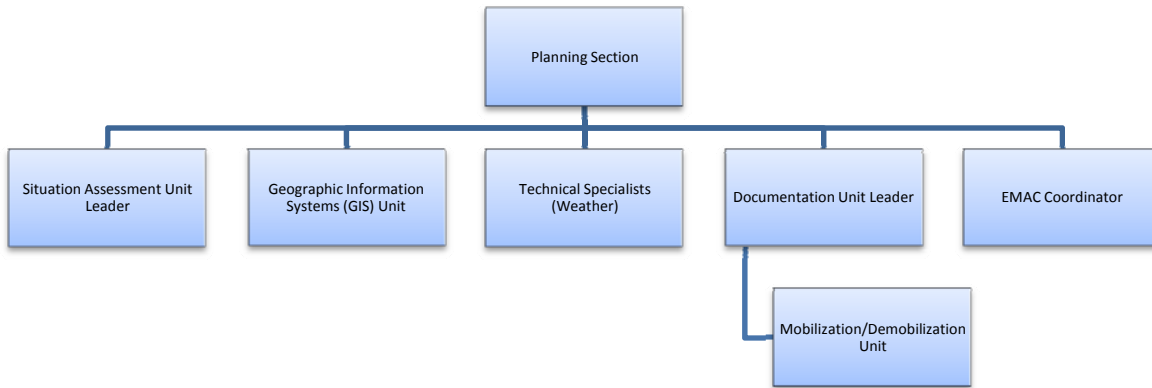 Planning Section
Situation Assessment Unit
Leader
Geographic Information
Systems (GIS) Unit
Technical Specialists
(Weather)
Documentation Unit Leader
EMAC Coordinator
Mobilization/Demobilization
Unit